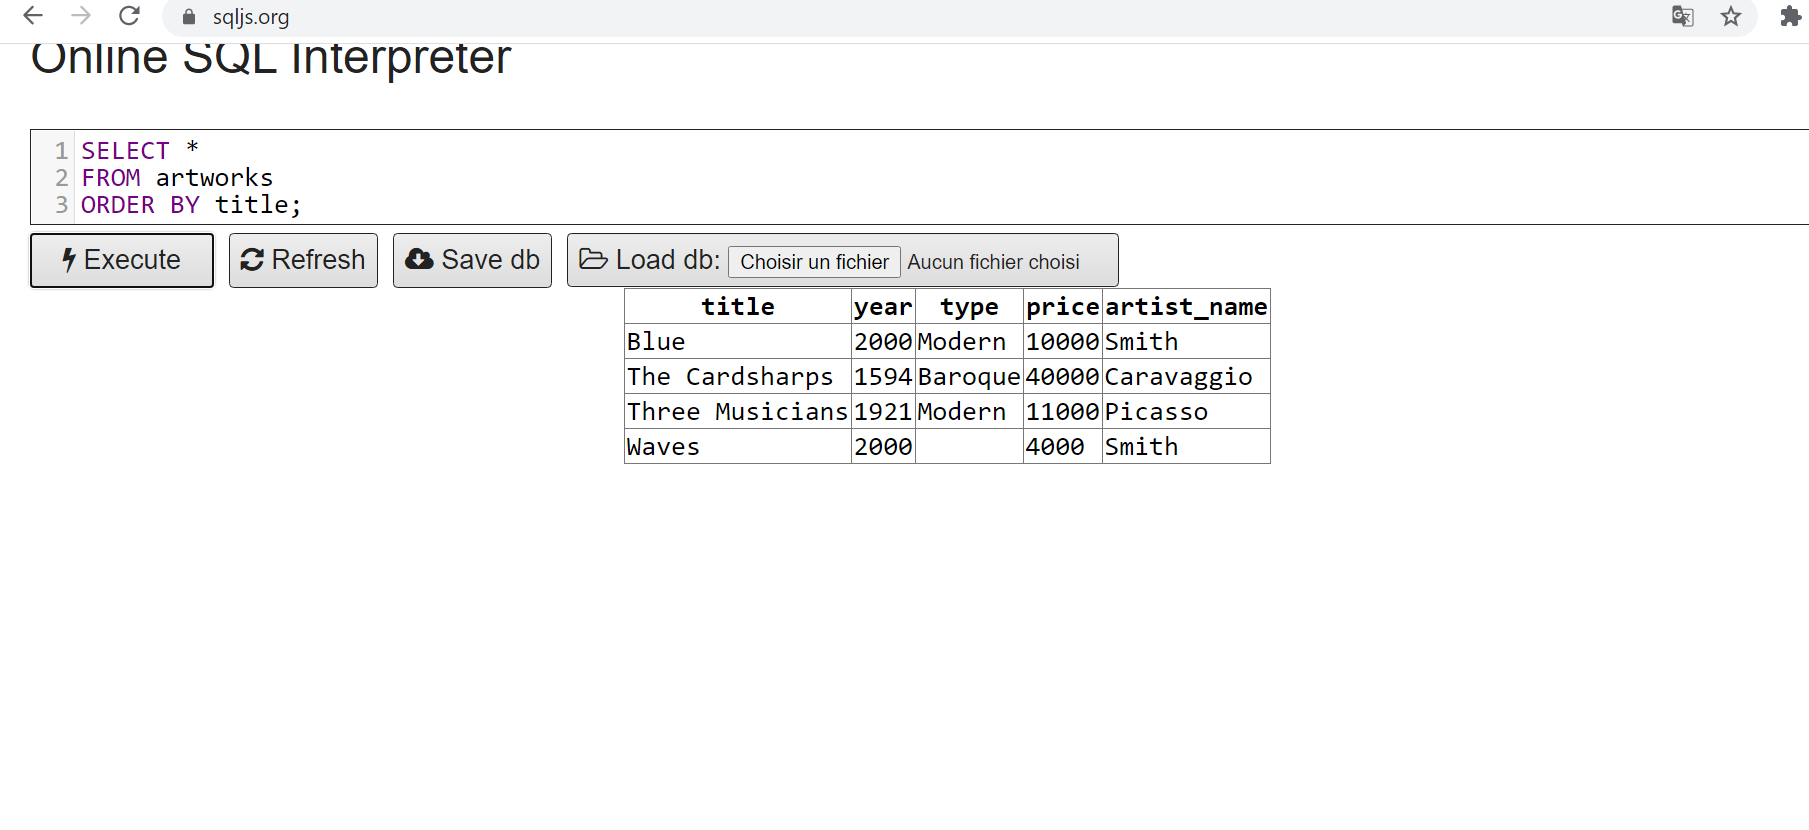 sqljs.org
Online SQL Interpreter
1 SELECT *
2 FROM artworks
3 ORDER BY title;
Execute Refresh Save db Load db: Choisir un fichier Aucun fichier choisi
title year type price artist_name
Blue 2000 Modern 10000 Smith
The Cardsharps 1594 Baroque 40000 Caravaggio
Three Musicians 1921 Modern 11000 Picasso
Waves 2000 4000 Smith